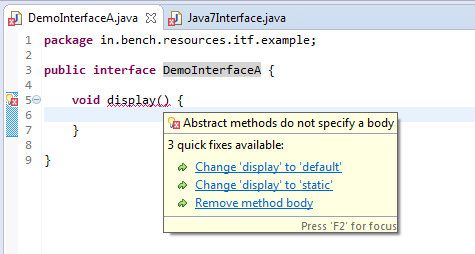 DemoInterfaceA.java
Java7Interface.java
1 package in.bench.resources.itf.example;
2
3 public interface DemoInterfaceA {
4
5 void display() {
6
7 }
8
9 }
Abstract methods do not specify a body
3 quick fixes available:
Change 'display' to 'default'
Change 'display' to 'static'
Remove method body
Press 'F2' for focus